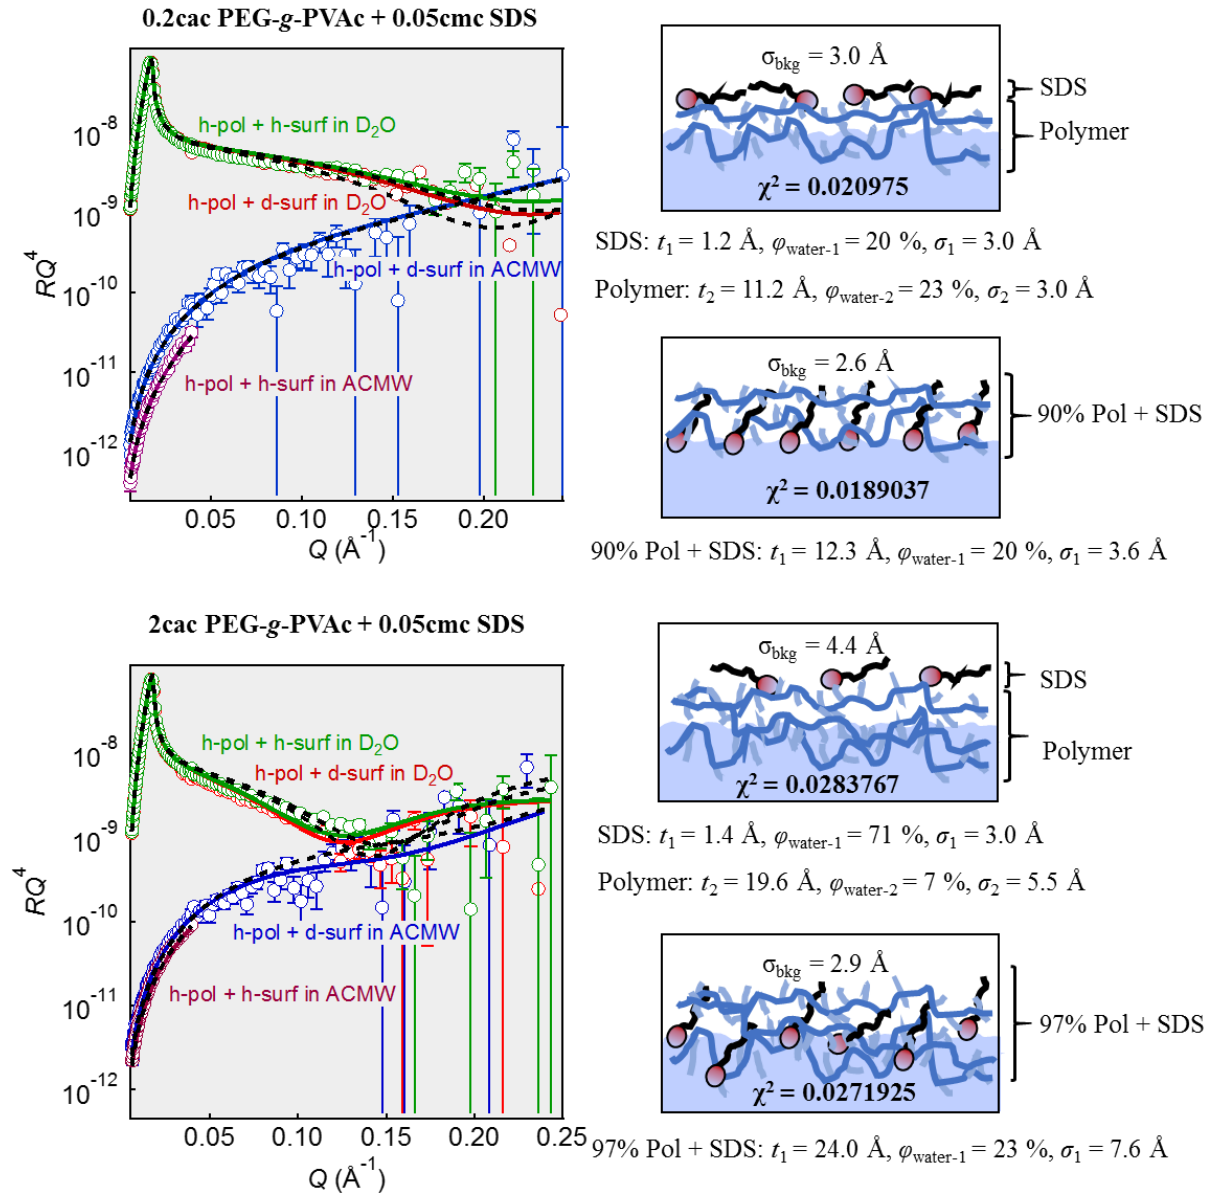 0.2cac PEG-g-PVAc + 0.05cmc SDS
RQ⁴
10⁻⁸
10⁻⁹
10⁻¹⁰
10⁻¹¹
10⁻¹²
h-pol + h-surf in D₂O
h-pol + d-surf in D₂O
h-pol + d-surf in ACMW
h-pol + h-surf in ACMW
0.05 0.10 0.15 0.20
Q (Å⁻¹)
σbkg = 3.0 Å
SDS
Polymer
χ² = 0.020975
SDS: t₁ = 1.2 Å, φwater-1 = 20 %, σ₁ = 3.0 Å
Polymer: t₂ = 11.2 Å, φwater-2 = 23 %, σ₂ = 3.0 Å
σbkg = 2.6 Å
90% Pol + SDS
χ² = 0.0189037
90% Pol + SDS: t₁ = 12.3 Å, φwater-1 = 20 %, σ₁ = 3.6 Å
2cac PEG-g-PVAc + 0.05cmc SDS
RQ⁴
10⁻⁸
10⁻⁹
10⁻¹⁰
10⁻¹¹
10⁻¹²
h-pol + h-surf in D₂O
h-pol + d-surf in D₂O
h-pol + d-surf in ACMW
h-pol + h-surf in ACMW
0.05 0.10 0.15 0.20 0.25
Q (Å⁻¹)
σbkg = 4.4 Å
SDS
Polymer
χ² = 0.0283767
SDS: t₁ = 1.4 Å, φwater-1 = 71 %, σ₁ = 3.0 Å
Polymer: t₂ = 19.6 Å, φwater-2 = 7 %, σ₂ = 5.5 Å
σbkg = 2.9 Å
97% Pol + SDS
χ² = 0.0271925
97% Pol + SDS: t₁ = 24.0 Å, φwater-1 = 23 %, σ₁ = 7.6 Å